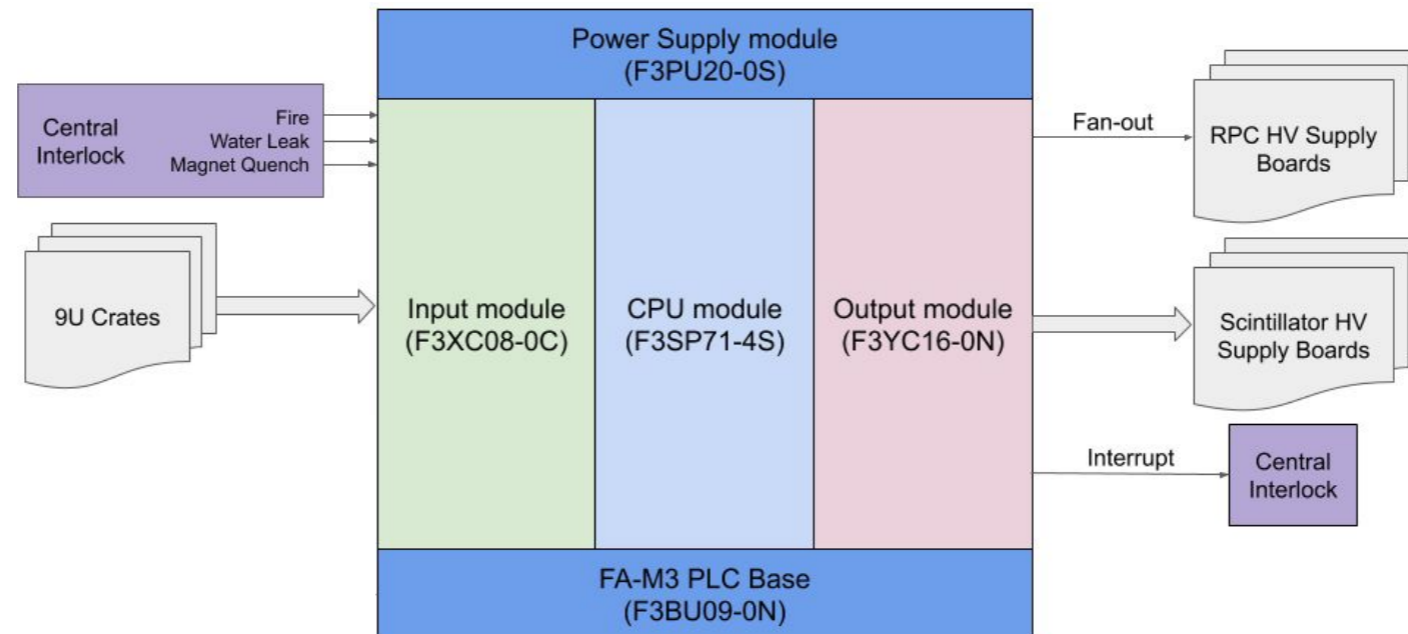 Power Supply module
(F3PU20-0S)
Central
Interlock
Fire
Water Leak
Magnet Quench
9U Crates
Input module
(F3XC08-0C)
CPU module
(F3SP71-4S)
Output module
(F3YC16-0N)
Fan-out
RPC HV Supply
Boards
Scintillator HV
Supply Boards
Interrupt
Central
Interlock
FA-M3 PLC Base
(F3BU09-0N)